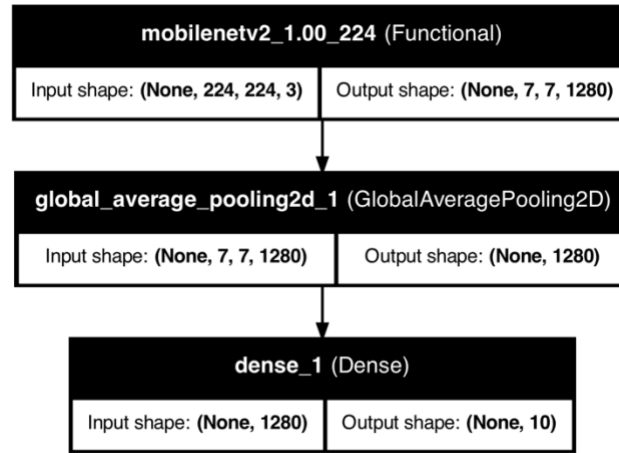 mobilenetv2_1.00_224 (Functional)
Input shape: (None, 224, 224, 3) Output shape: (None, 7, 7, 1280)
global_average_pooling2d_1 (GlobalAveragePooling2D)
Input shape: (None, 7, 7, 1280) Output shape: (None, 1280)
dense_1 (Dense)
Input shape: (None, 1280) Output shape: (None, 10)